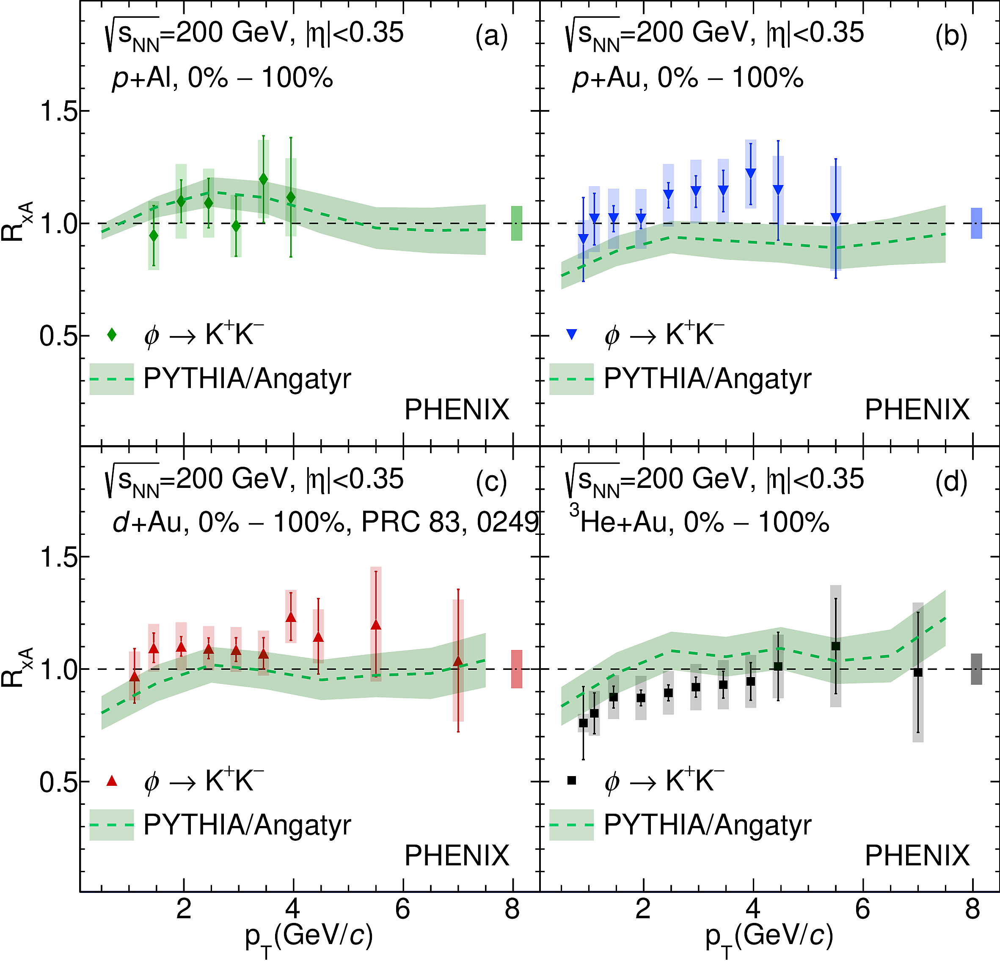 √sNN=200 GeV, |η|<0.35 (a)
p+Al, 0% – 100%
1.5
1.0
0.5
RxA
ϕ → K+K−
PYTHIA/Angatyr
PHENIX
√sNN=200 GeV, |η|<0.35 (b)
p+Au, 0% – 100%
ϕ → K+K−
PYTHIA/Angatyr
PHENIX
√sNN=200 GeV, |η|<0.35 (c)
d+Au, 0% – 100%, PRC 83, 0249
1.5
1.0
0.5
RxA
ϕ → K+K−
PYTHIA/Angatyr
PHENIX
2 4 6 8
pT(GeV/c)
√sNN=200 GeV, |η|<0.35 (d)
3He+Au, 0% – 100%
ϕ → K+K−
PYTHIA/Angatyr
PHENIX
2 4 6 8
pT(GeV/c)